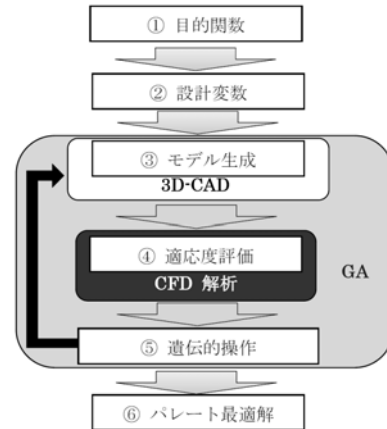 ① 目的関数
② 設計変数
③ モデル生成
3D-CAD
④ 適応度評価
CFD 解析
GA
⑤ 遺伝的操作
⑥ パレート最適解